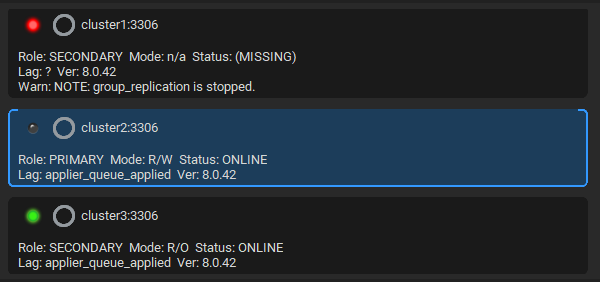 cluster1:3306
Role: SECONDARY  Mode: n/a  Status: (MISSING)
Lag: ?  Ver: 8.0.42
Warn: NOTE: group_replication is stopped.
cluster2:3306
Role: PRIMARY  Mode: R/W  Status: ONLINE
Lag: applier_queue_applied  Ver: 8.0.42
cluster3:3306
Role: SECONDARY  Mode: R/O  Status: ONLINE
Lag: applier_queue_applied  Ver: 8.0.42